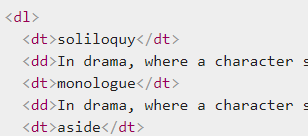 <dl>
<dt>soliloquy</dt>
<dd>In drama, where a character
<dt>monologue</dt>
<dd>In drama, where a character
<dt>aside</dt>